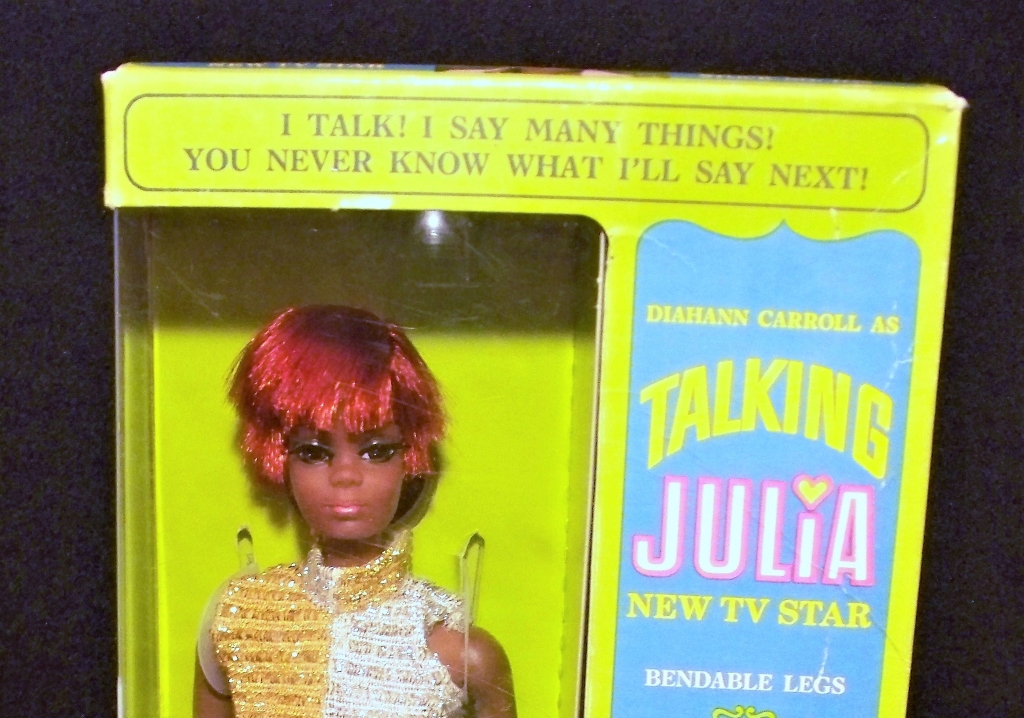 I TALK! I SAY MANY THINGS!
YOU NEVER KNOW WHAT I'LL SAY NEXT!
DIAHANN CARROLL AS
TALKING
JULIA
NEW TV STAR
BENDABLE LEGS